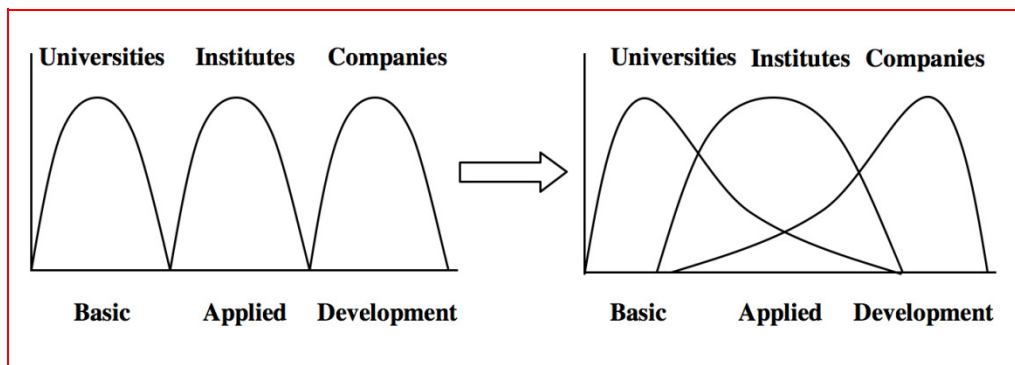 Universities Institutes Companies
Basic Applied Development
Universities Institutes Companies
Basic Applied Development